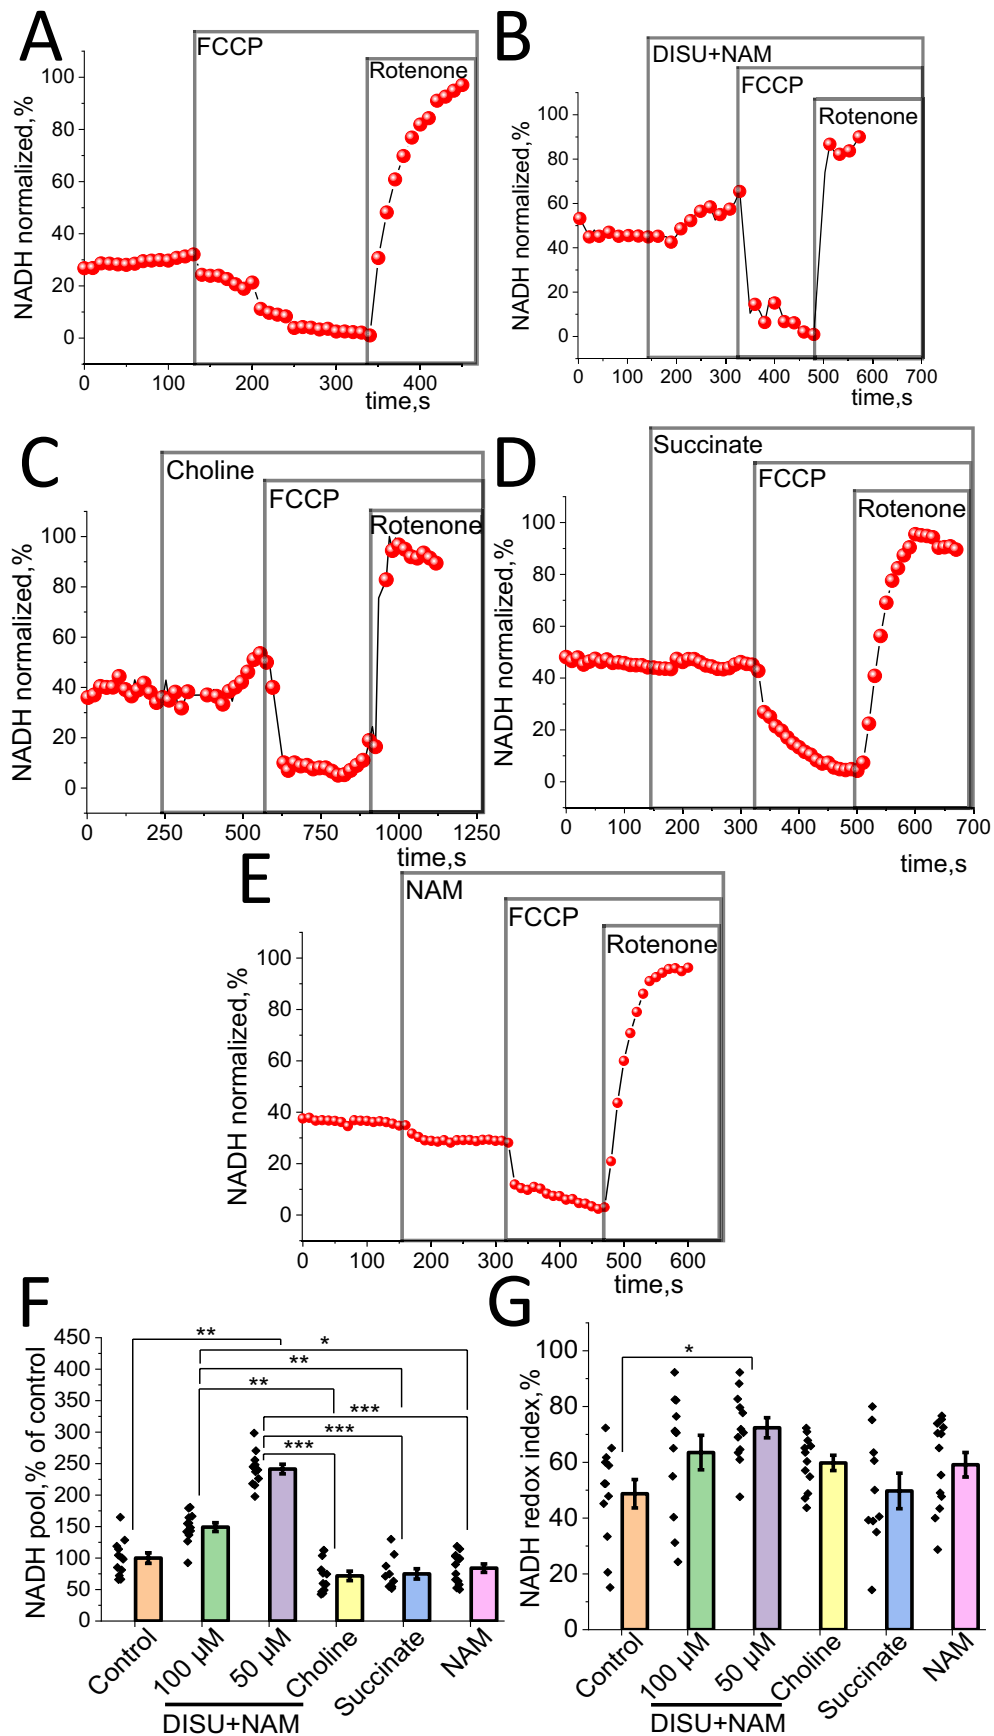 A
FCCP
Rotenone
NADH normalized,%
100
80
60
40
20
0
0 100 200 300 400
time,s
B
DISU+NAM
FCCP
Rotenone
NADH normalized,%
100
80
60
40
20
0
0 100 200 300 400 500 600 700
time,s
C
Choline
FCCP
Rotenone
NADH normalized,%
100
80
60
40
20
0
0 250 500 750 1000 1250
time,s
D
Succinate
FCCP
Rotenone
NADH normalized,%
100
80
60
40
20
0
0 100 200 300 400 500 600 700
time,s
E
NAM
FCCP
Rotenone
NADH normalized,%
100
80
60
40
20
0
0 100 200 300 400 500 600
time,s
F
NADH pool,% of control
450
400
350
300
250
200
150
100
50
0
** *
**
**
***
***
***
Control 100 μM 50 μM Choline Succinate NAM
DISU+NAM
G
NADH redox index,%
100
80
60
40
20
0
*
Control 100 μM 50 μM Choline Succinate NAM
DISU+NAM